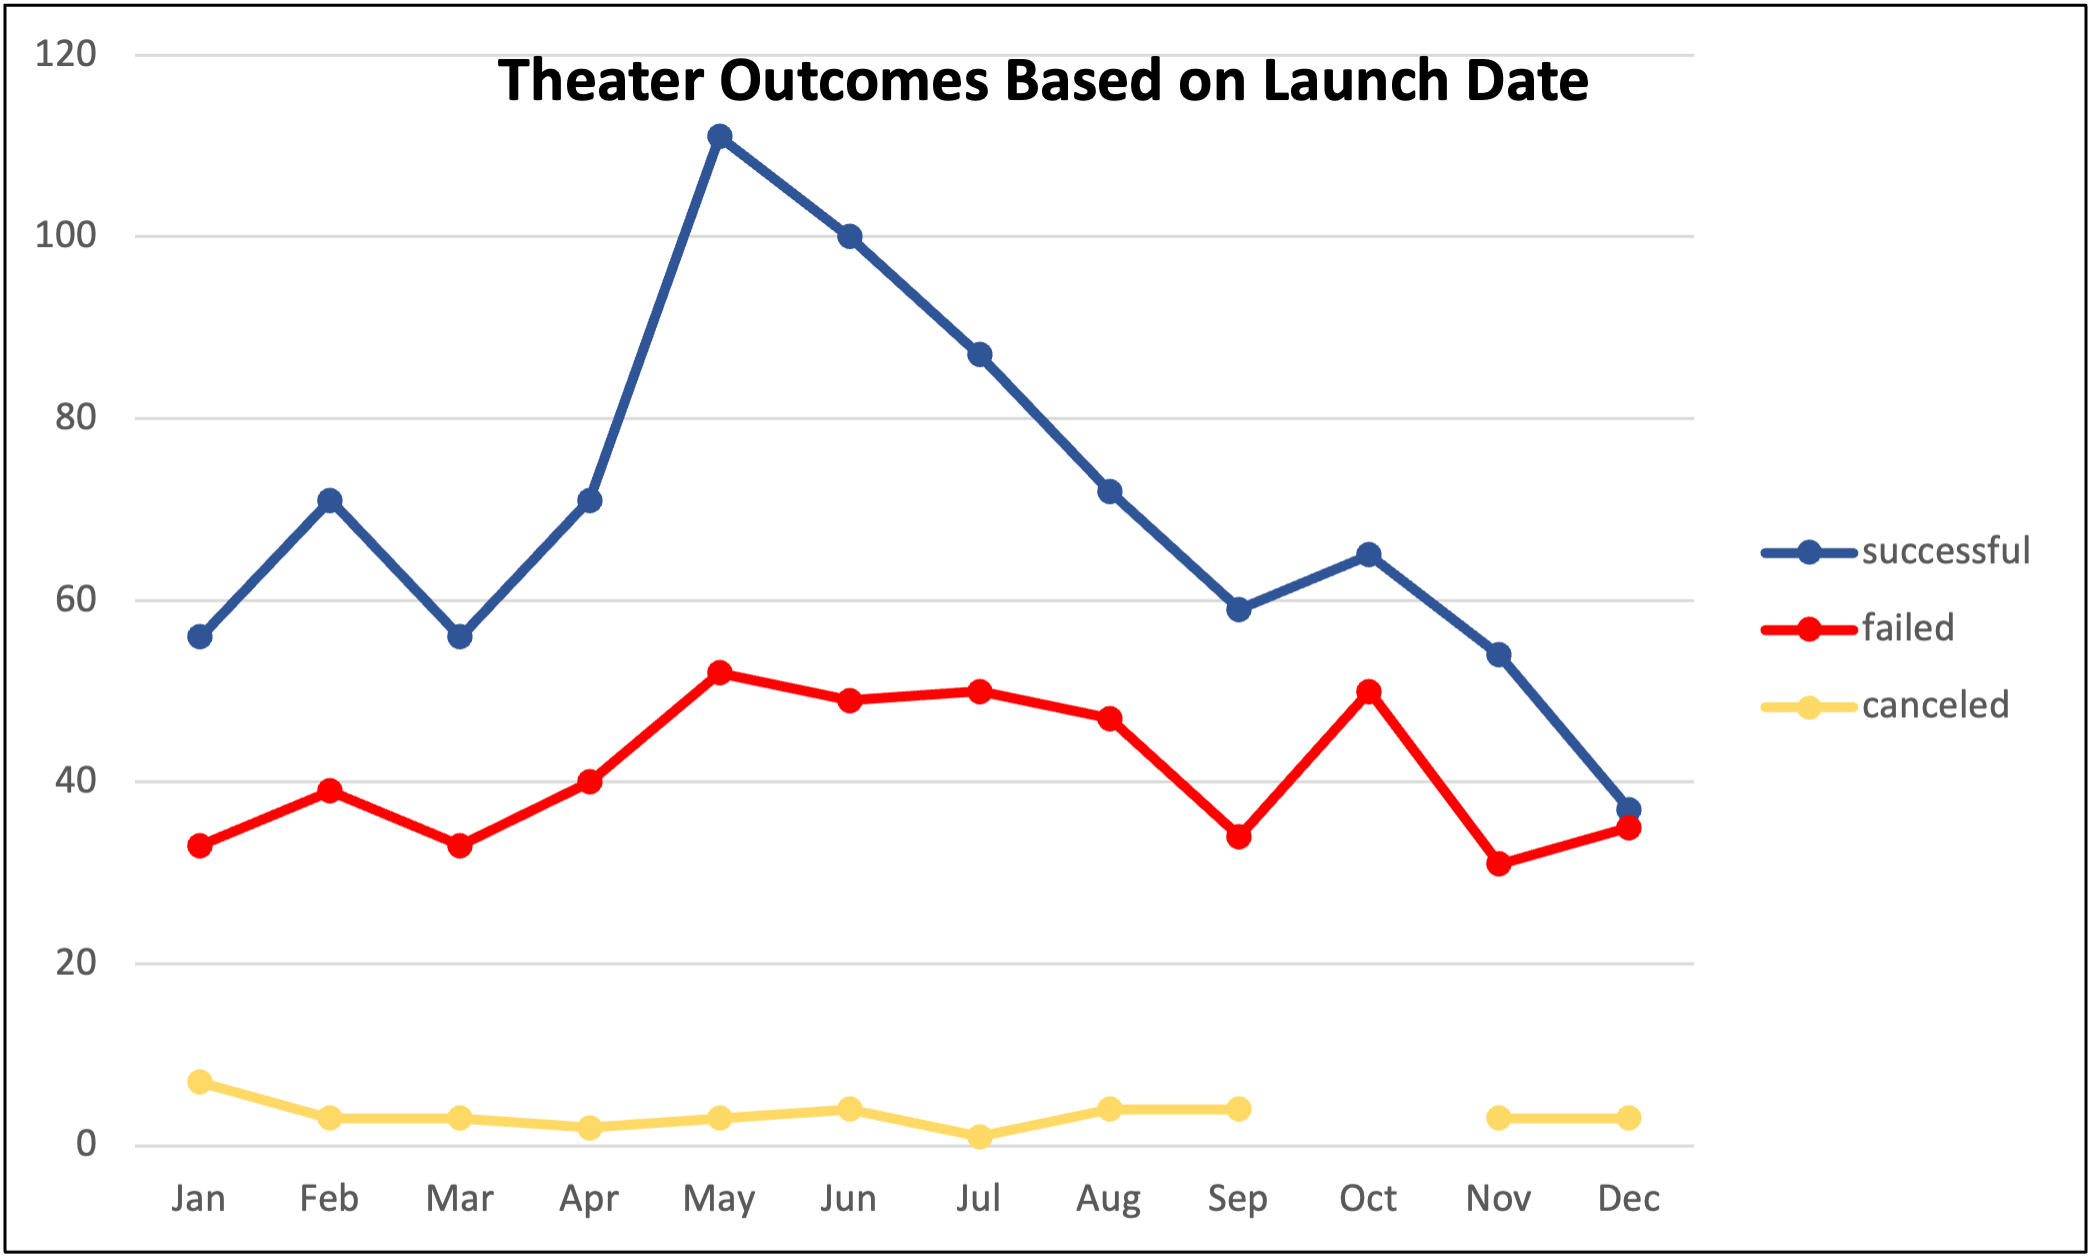 Theater Outcomes Based on Launch Date
120
100
80
60
40
20
0
Jan Feb Mar Apr May Jun Jul Aug Sep Oct Nov Dec
successful
failed
canceled